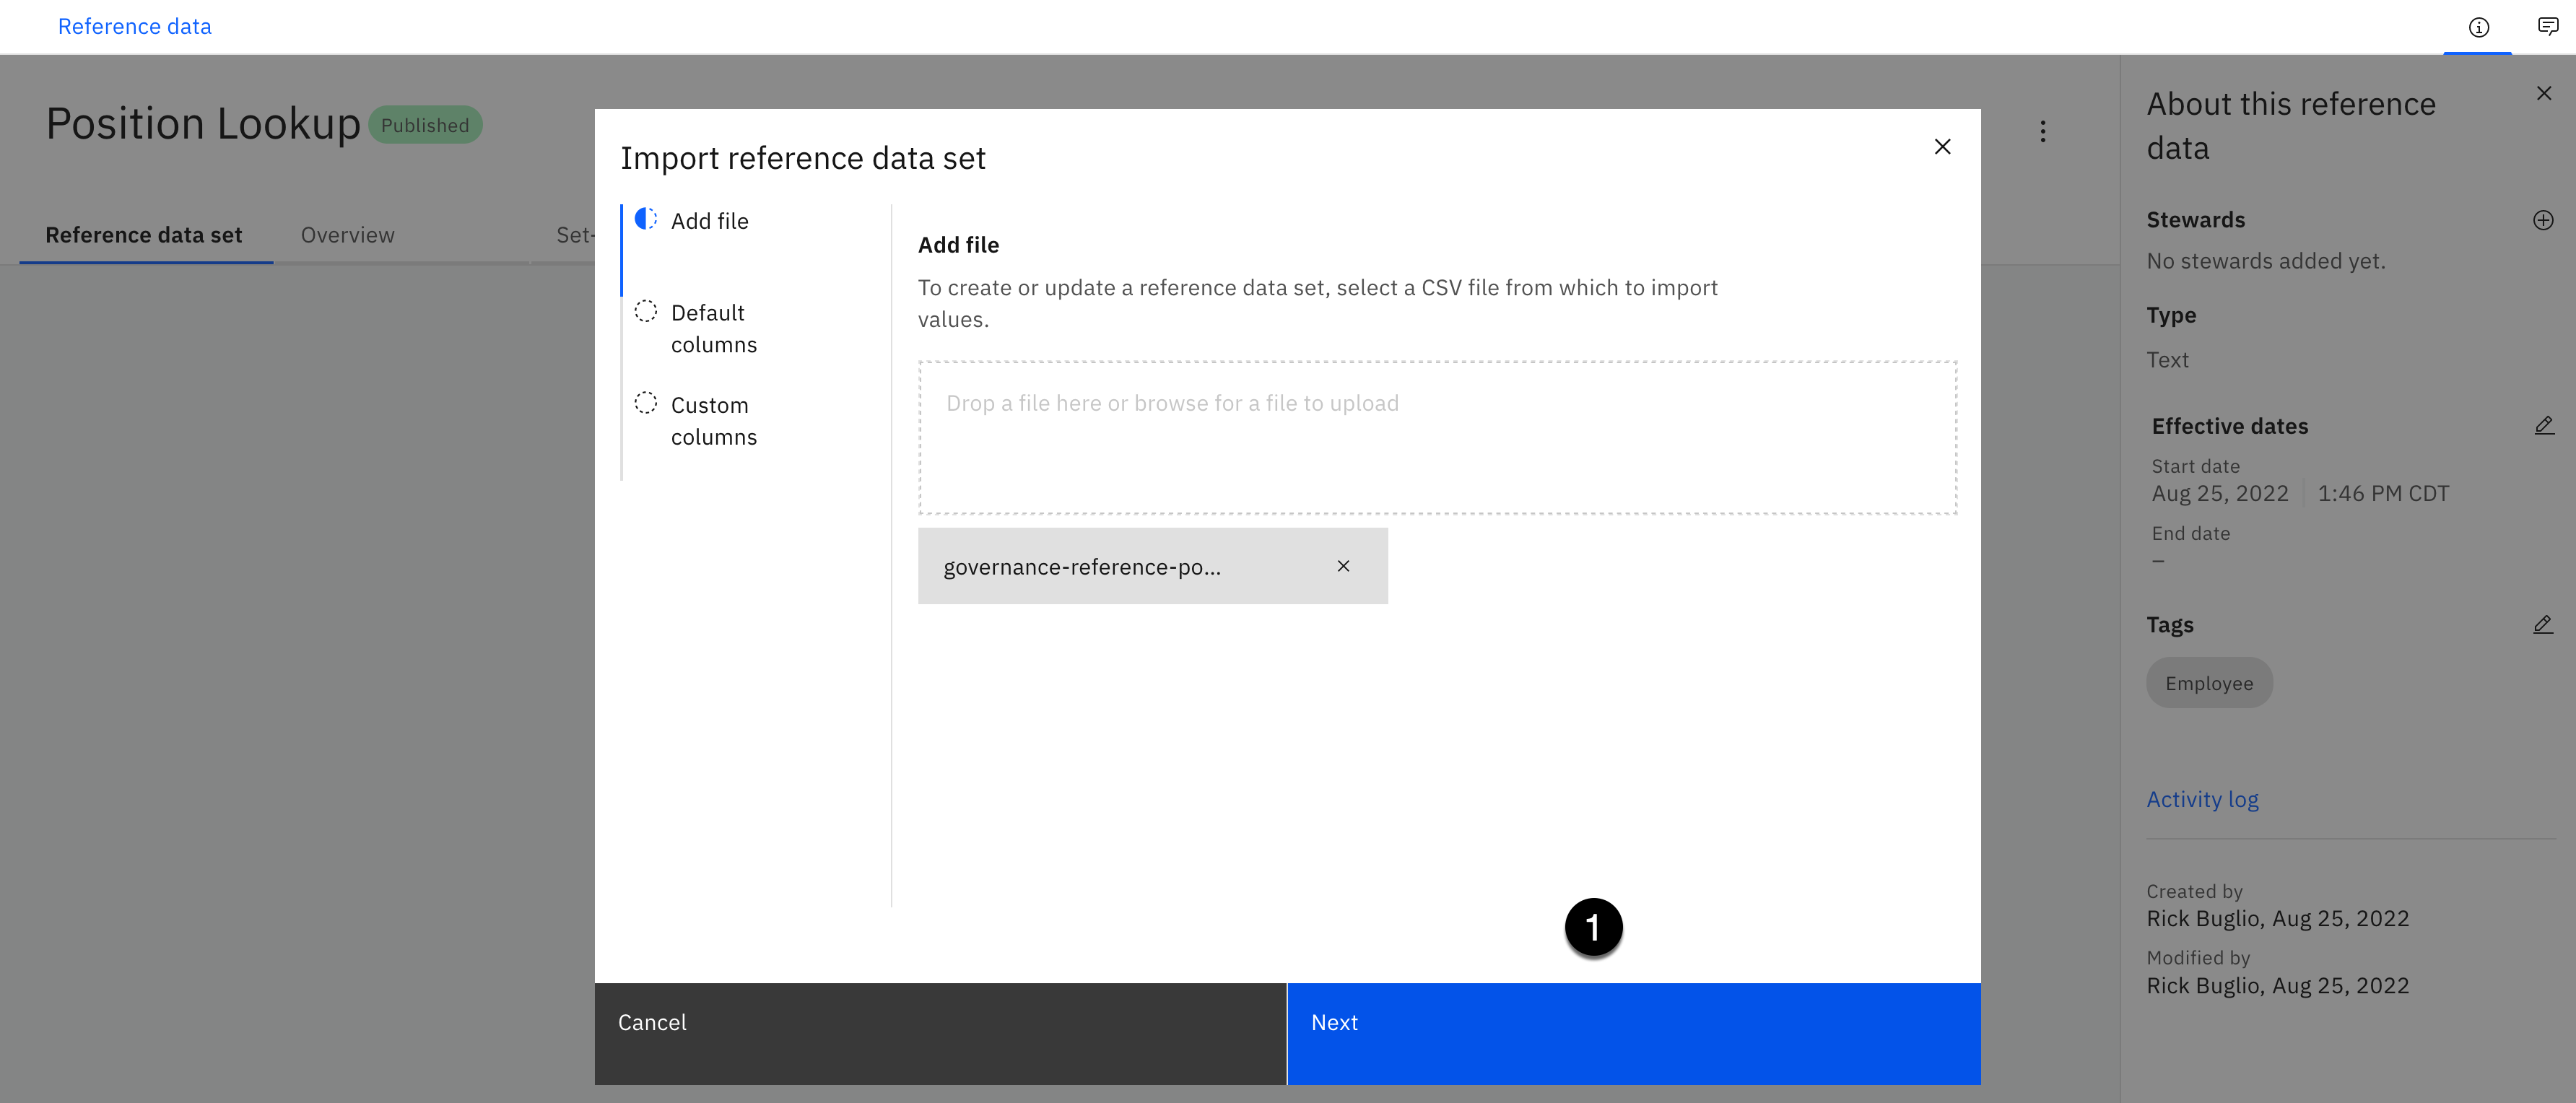 Reference data
Position Lookup
Published
Reference data set
Overview
Set-
Import reference data set
Add file
Default
columns
Custom
columns
Add file
To create or update a reference data set, select a CSV file from which to import
values.
Drop a file here or browse for a file to upload
governance-reference-po...
1
Cancel
Next
About this reference
data
Stewards
No stewards added yet.
Type
Text
Effective dates
Start date
Aug 25, 2022 1:46 PM CDT
End date
–
Tags
Employee
Activity log
Created by
Rick Buglio, Aug 25, 2022
Modified by
Rick Buglio, Aug 25, 2022